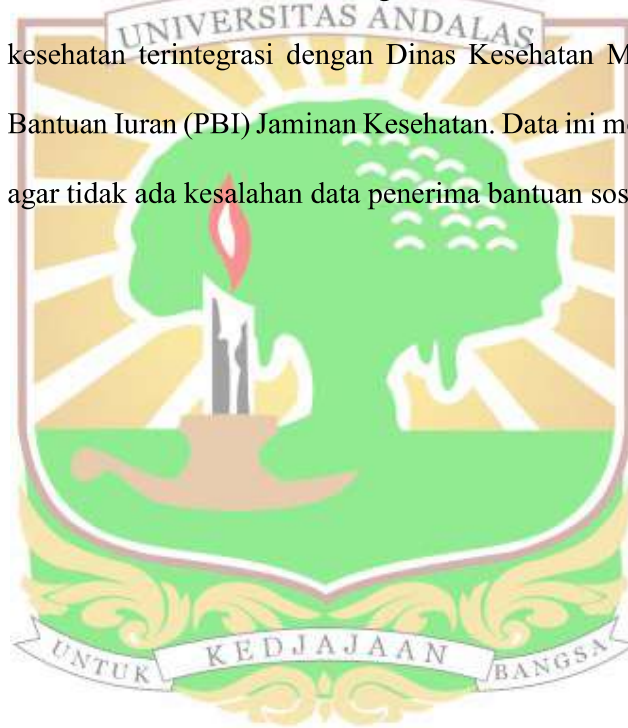 UNIVERSITAS ANDALAS
kesehatan terintegrasi dengan Dinas Kesehatan
Bantuan Iuran (PBI) Jaminan Kesehatan. Data ini
agar tidak ada kesalahan data penerima bantuan
UNTUK KEDJAJAAN BANGSA